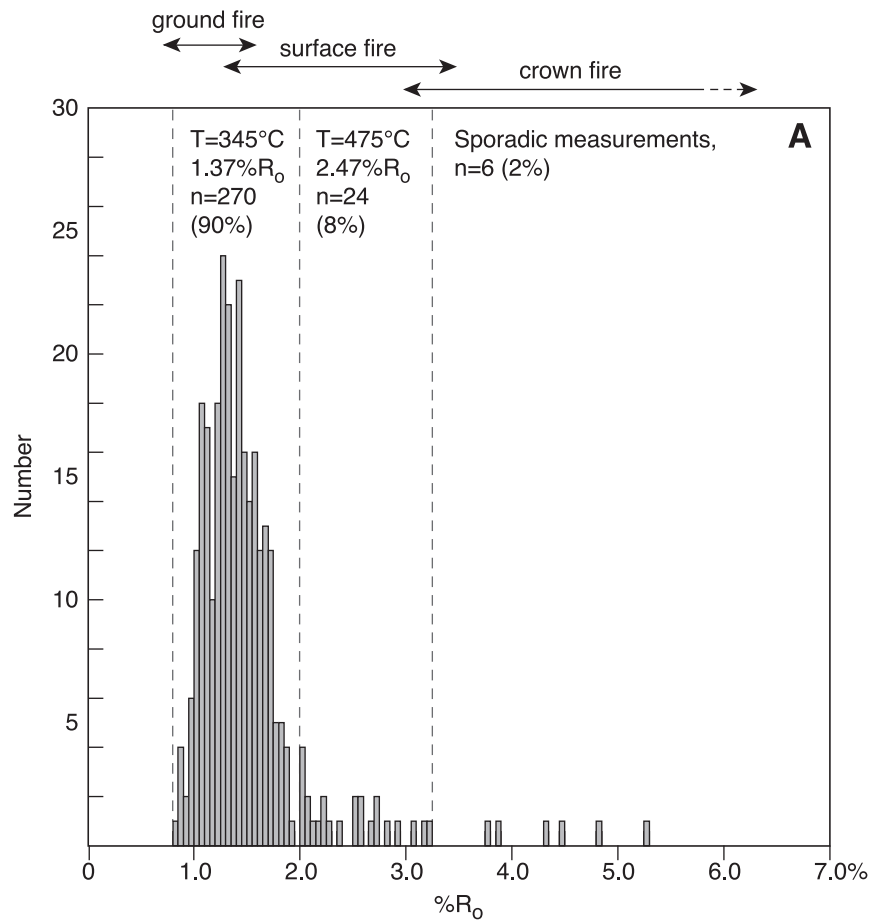 ground fire
surface fire
crown fire
A
T=345°C
1.37%Ro
n=270
(90%)
T=475°C
2.47%Ro
n=24
(8%)
Sporadic measurements,
n=6 (2%)
30
25
20
15
10
5
Number
0 1.0 2.0 3.0 4.0 5.0 6.0 7.0%
%Ro